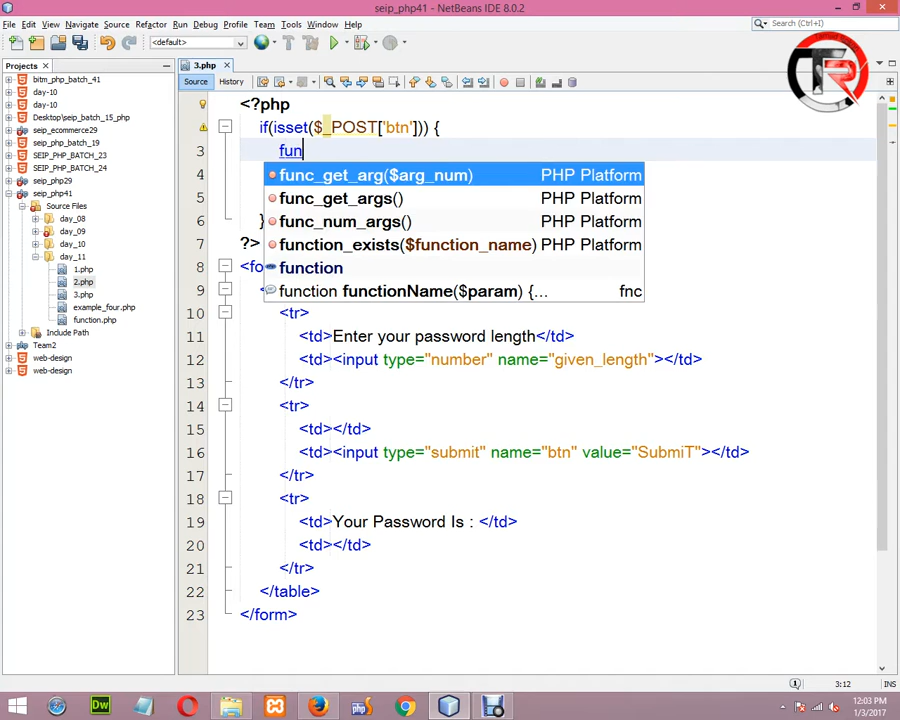 seip_php41 - NetBeans IDE 8.0.2
File Edit View Navigate Source Refactor Run Debug Profile Team Tools Window Help
Search (Ctrl+I)
<default>
Projects
3.php
Source History
bitm_php_batch_41
day-10
day-10
Desktop\batch_15_php
seip_ecommerce29
seip_php_batch_19
SEIP_PHP_BATCH_23
SEIP_PHP_BATCH_24
seip_php29
seip_php41
Source Files
day_08
day_09
day_10
day_11
1.php
2.php
3.php
example_four.php
function.php
Include Path
Team2
web-design
web-design
<?php
if(isset($_POST['btn'])) {
3 fun
4
func_get_arg($arg_num) PHP Platform
5
func_get_args() PHP Platform
6 }
func_num_args() PHP Platform
7 ?>
function_exists($function_name) PHP Platform
8 <fo
function
9 <
function functionName($param) {... fnc
10 <tr>
11 <td>Enter your password length</td>
12 <td><input type="number" name="given_length"></td>
13 </tr>
14 <tr>
15 <td></td>
16 <td><input type="submit" name="btn" value="SubmiT"></td>
17 </tr>
18 <tr>
19 <td>Your Password Is : </td>
20 <td></td>
21 </tr>
22 </table>
23 </form>
3:12 INS
Dw
12:03 PM
1/3/2017